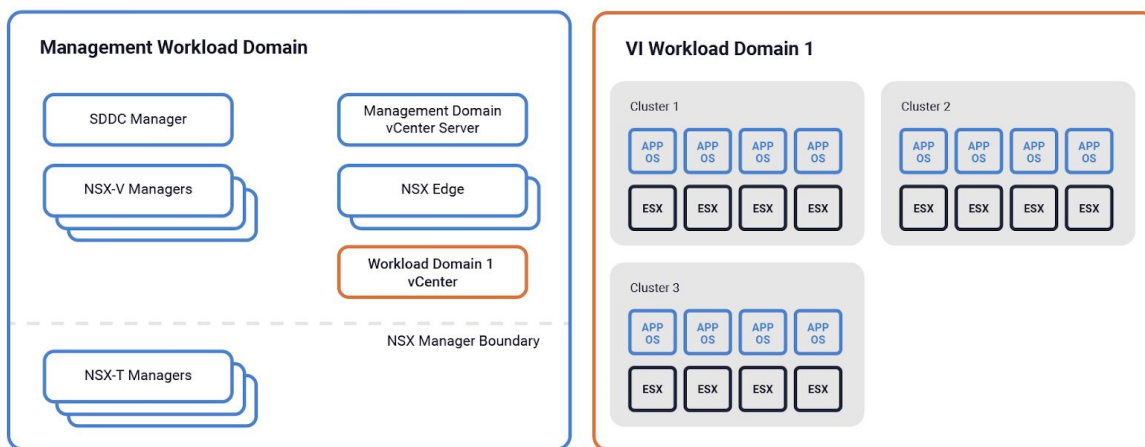 Management Workload Domain
SDDC Manager
Management Domain
vCenter Server
NSX-V Managers
NSX Edge
Workload Domain 1
vCenter
NSX Manager Boundary
NSX-T Managers
VI Workload Domain 1
Cluster 1
APP APP APP APP
OS OS OS OS
ESX ESX ESX ESX
Cluster 2
APP APP APP APP
OS OS OS OS
ESX ESX ESX ESX
Cluster 3
APP APP APP APP
OS OS OS OS
ESX ESX ESX ESX